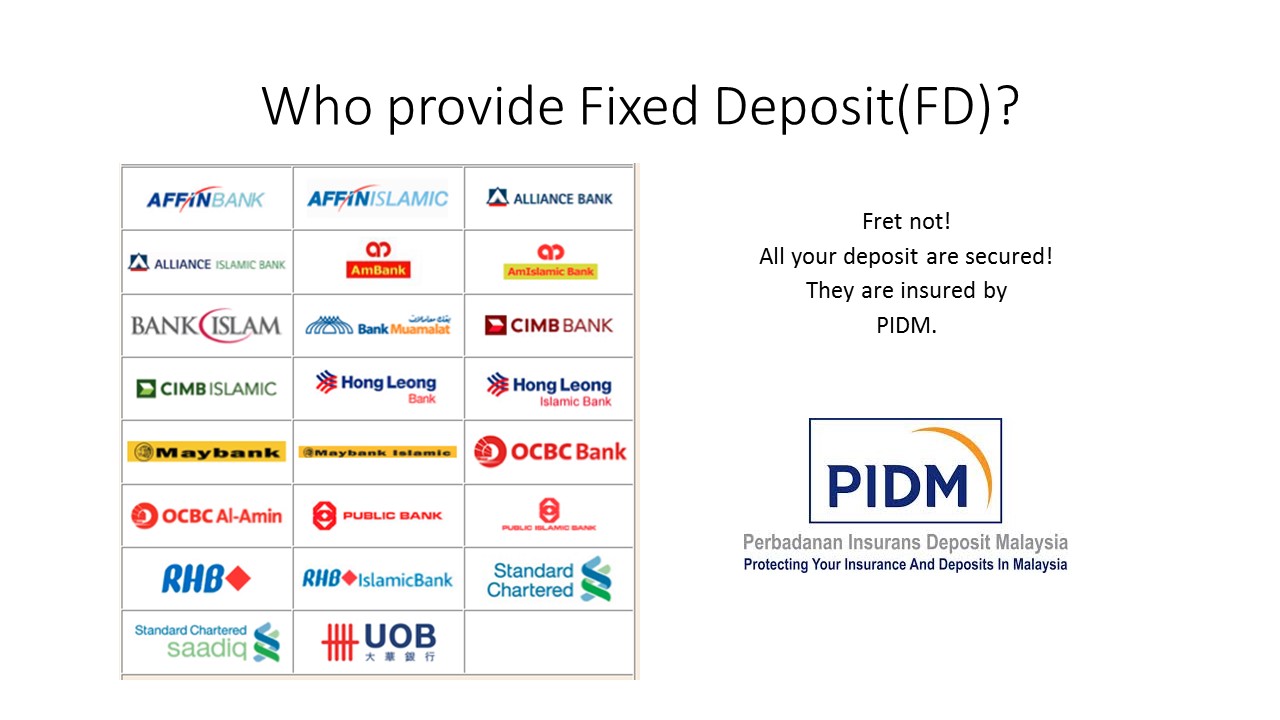 Who provide Fixed Deposit(FD)?
AFFINBANK
AFFINISLAMIC
ALLIANCE BANK
ALLIANCE ISLAMIC BANK
AmBank
AmIslamic Bank
BANK ISLAM
بنك معاملات
Bank Muamalat
CIMB BANK
CIMB ISLAMIC
Hong Leong
Bank
Hong Leong
Islamic Bank
Maybank
Maybank Islamic
OCBC Bank
OCBC Al-Amin
PUBLIC BANK
PUBLIC ISLAMIC BANK
RHB
RHB IslamicBank
Standard
Chartered
Standard Chartered
saadiq
UOB
大華銀行
Fret not!
All your deposit are secured!
They are insured by
PIDM.
PIDM
Perbadanan Insurans Deposit Malaysia
Protecting Your Insurance And Deposits In Malaysia